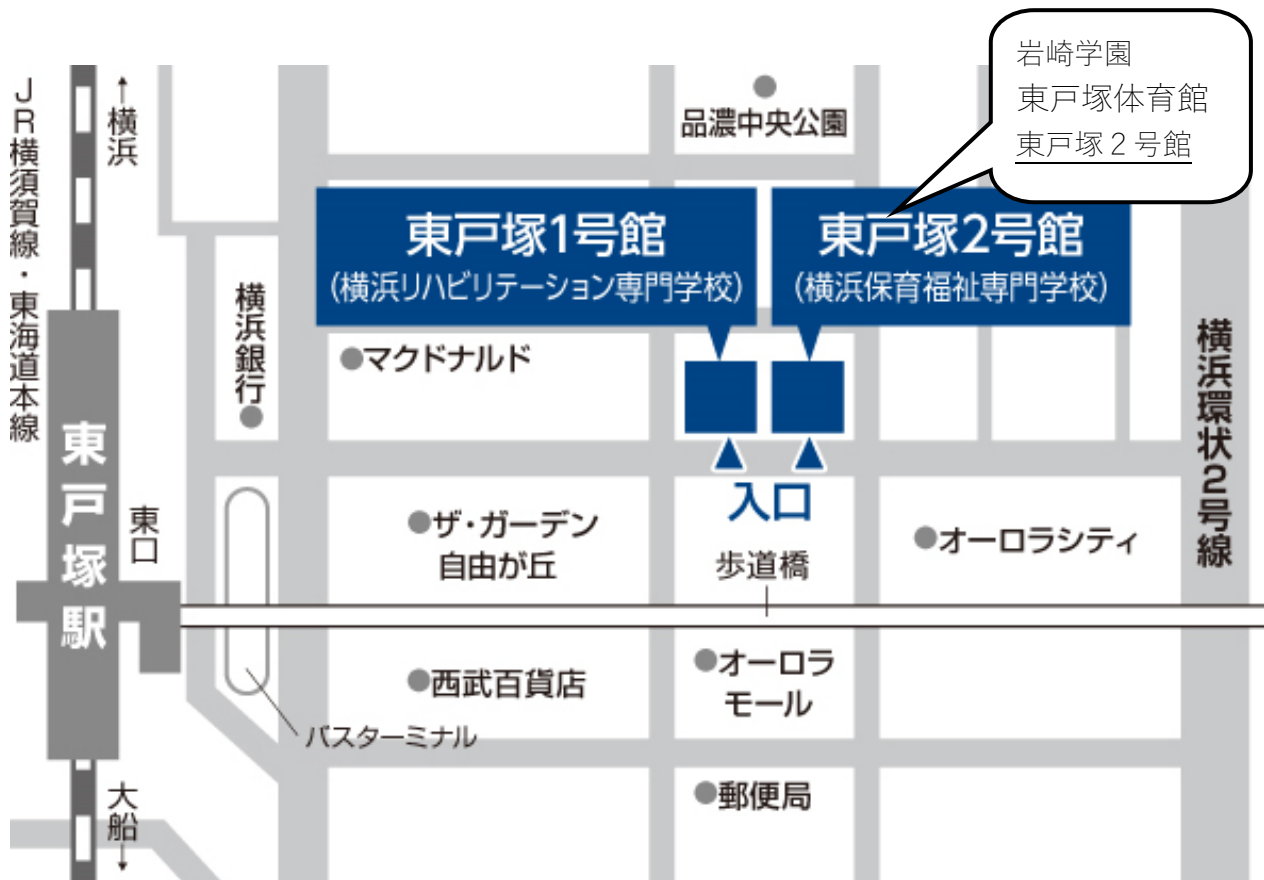 岩崎学園
東戸塚体育館
東戸塚２号館
JR横須賀線・東海道本線
↑横浜
品濃中央公園
東戸塚1号館
(横浜リハビリテーション専門学校)
東戸塚2号館
(横浜保育福祉専門学校)
横浜銀行
マクドナルド
横浜環状2号線
東戸塚駅
東口
入口
ザ・ガーデン
自由が丘
歩道橋
オーロラシティ
西武百貨店
オーロラ
モール
バスターミナル
郵便局
大船↓